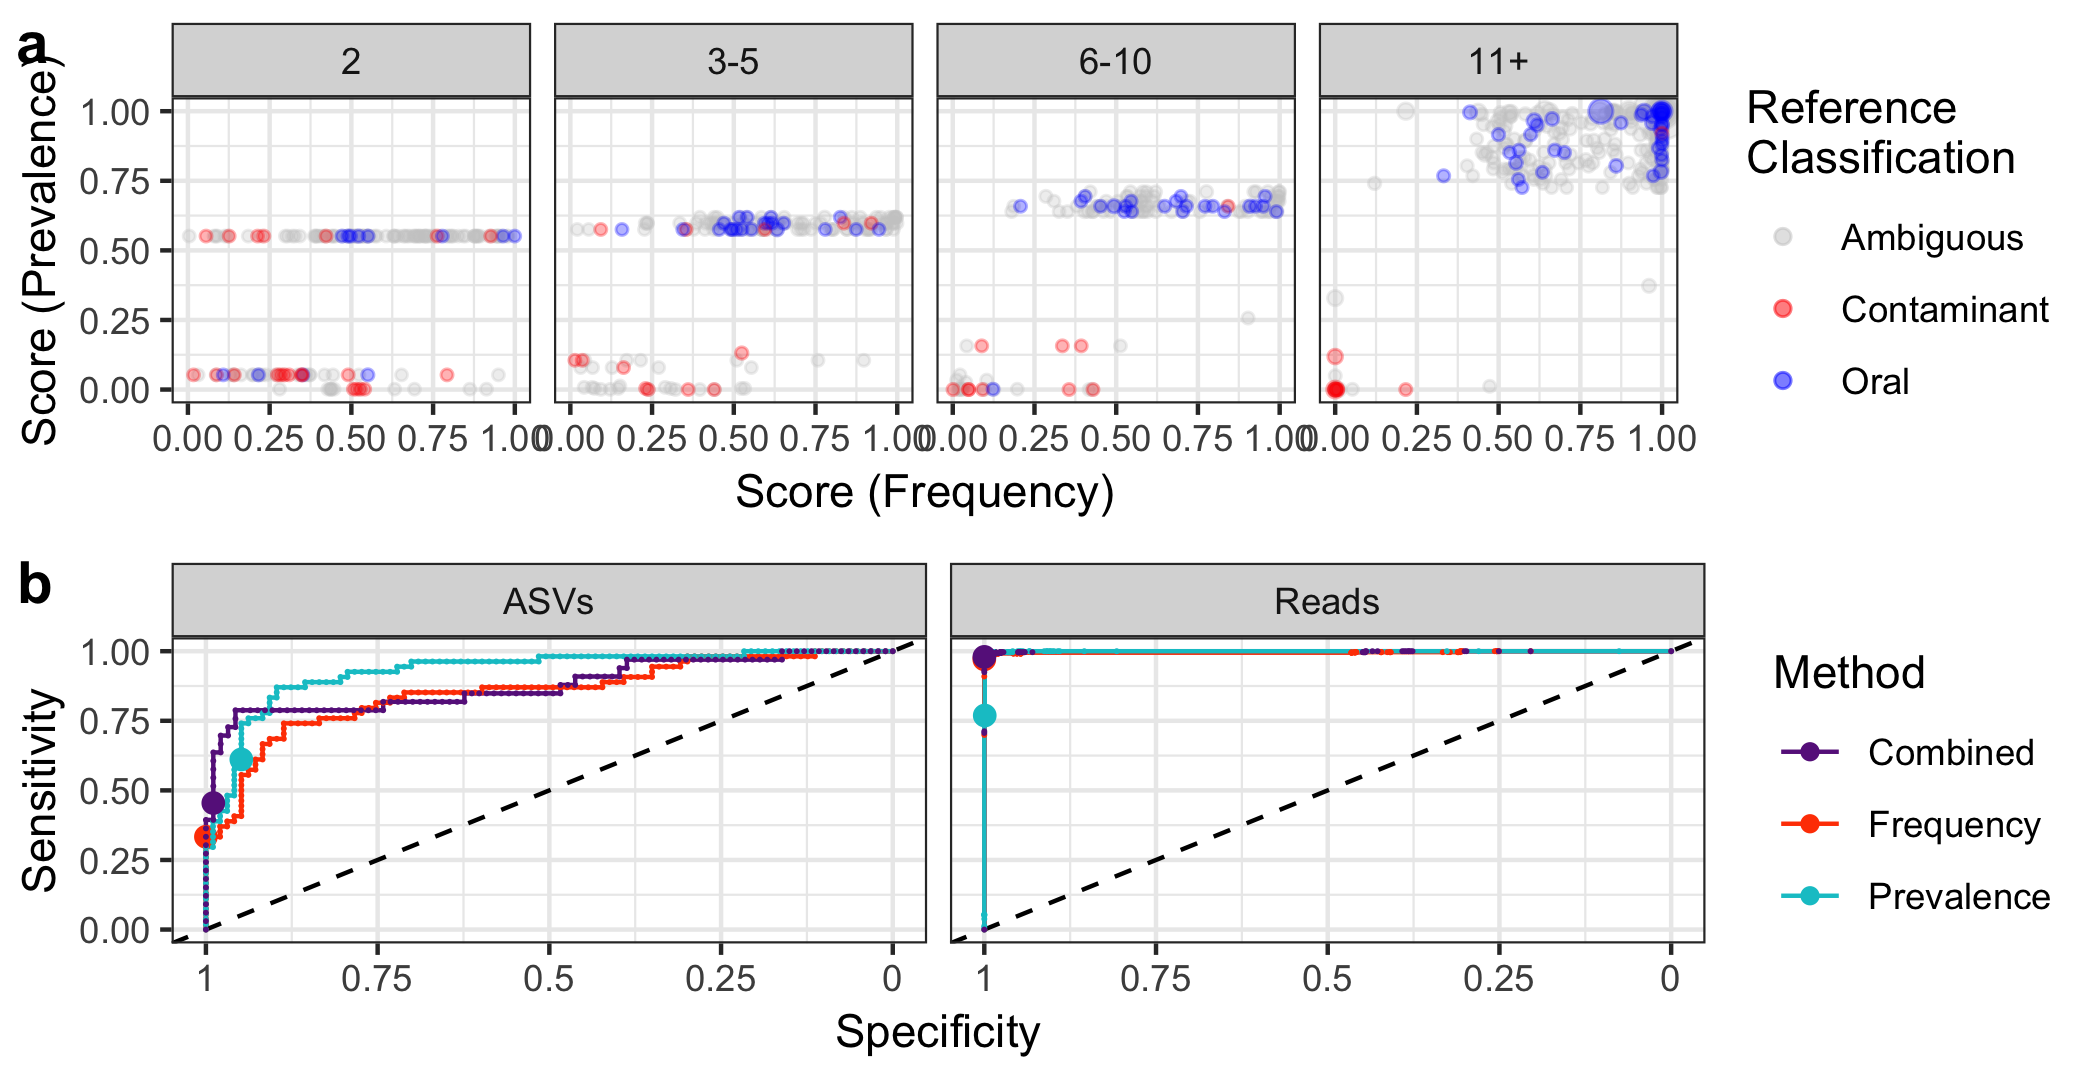 a
2
3-5
6-10
11+
Score (Prevalence)
1.00
0.75
0.50
0.25
0.00
0.00 0.25 0.50 0.75 1.00
0.00 0.25 0.50 0.75 1.00
0.00 0.25 0.50 0.75 1.00
0.00 0.25 0.50 0.75 1.00
Score (Frequency)
Reference
Classification
Ambiguous
Contaminant
Oral
b
ASVs
Reads
Sensitivity
1.00
0.75
0.50
0.25
0.00
1 0.75 0.5 0.25 0
1 0.75 0.5 0.25 0
Specificity
Method
Combined
Frequency
Prevalence